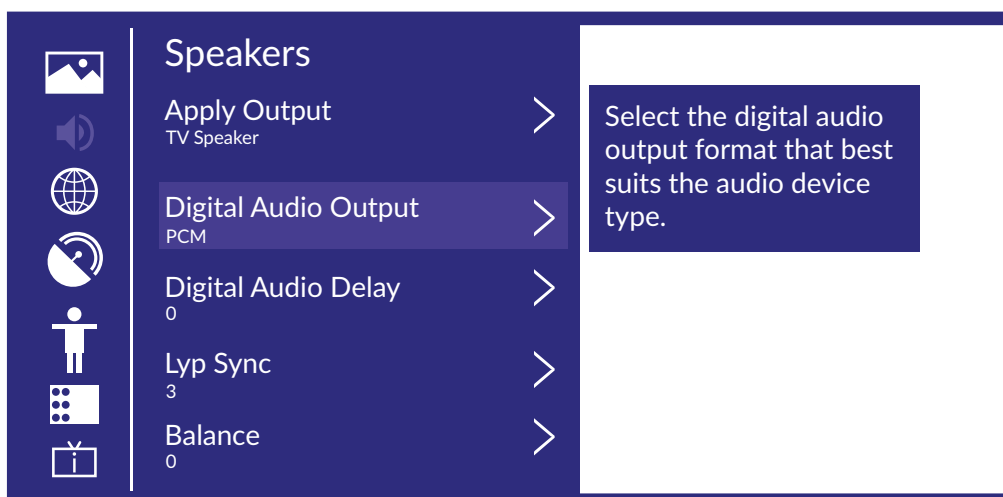 Speakers
Apply Output
TV Speaker
Digital Audio Output
PCM
Digital Audio Delay
0
Lyp Sync
3
Balance
0
Select the digital audio
output format that best
suits the audio device
type.